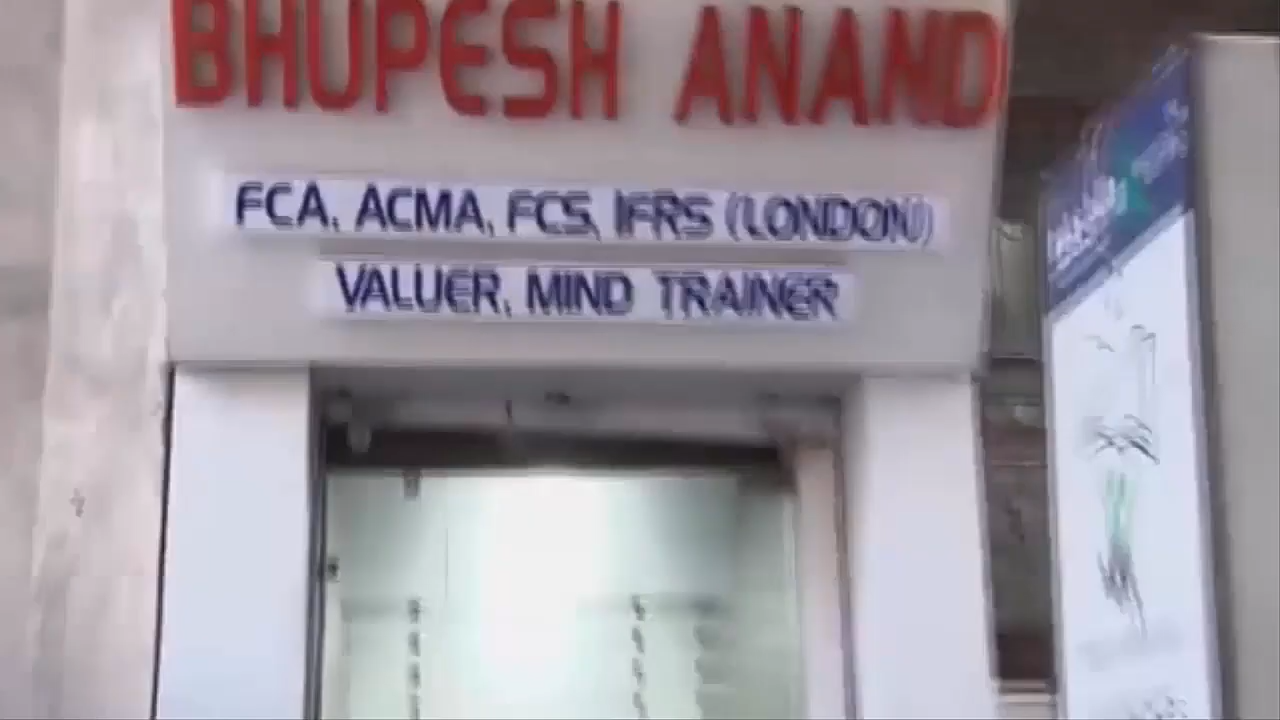 BHUPESH ANAND
FCA, ACMA, FCS, IFRS (LONDON)
VALUER, MIND TRAINER